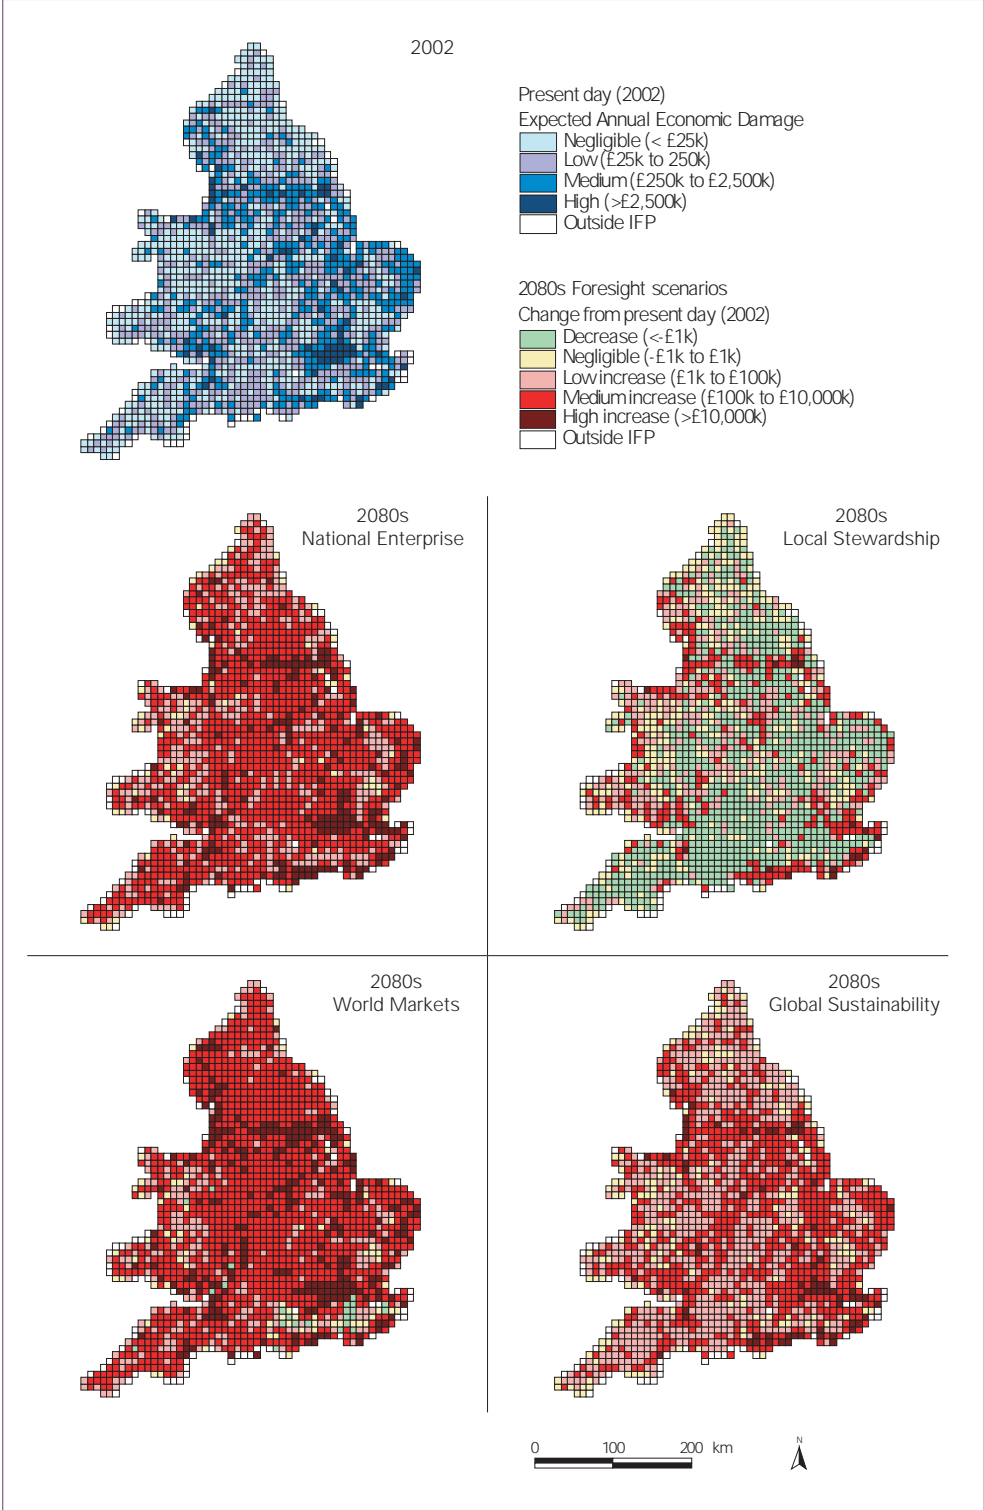 2002
Present day (2002)
Expected Annual Economic Damage
Negligible (< £25k)
Low (£25k to 250k)
Medium (£250k to £2,500k)
High (>£2,500k)
Outside IFP
2080s Foresight scenarios
Change from present day (2002)
Decrease (<-£1k)
Negligible (-£1k to £1k)
Low increase (£1k to £100k)
Medium increase (£100k to £10,000k)
High increase (>£10,000k)
Outside IFP
2080s
National Enterprise
2080s
Local Stewardship
2080s
World Markets
2080s
Global Sustainability
0 100 200 km
N